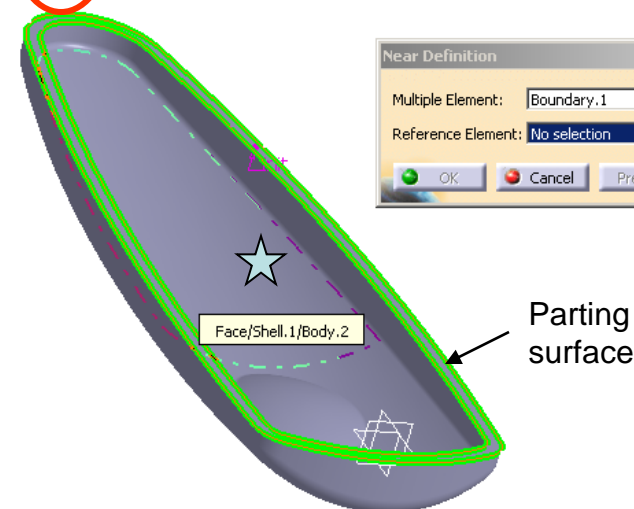 Near Definition
Multiple Element: Boundary.1
Reference Element: No selection
OK Cancel
Face/Shell.1/Body.2
Parting
surface